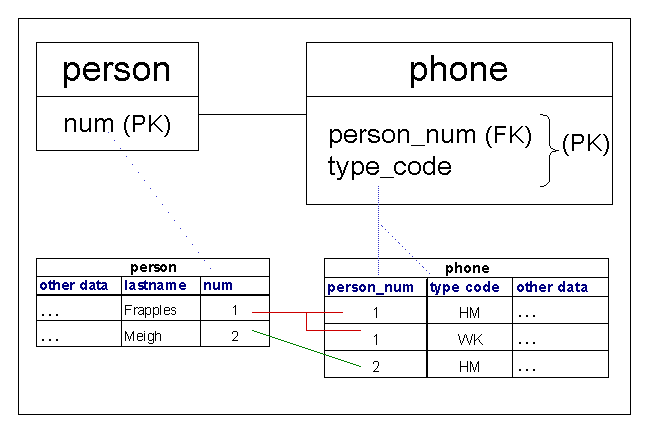 person
num (PK)
phone
person_num (FK)
type_code
(PK)
person
other data lastname num
... Frapples 1
... Meigh 2
phone
person_num type code other data
1 HM ...
1 WK ...
2 HM ...